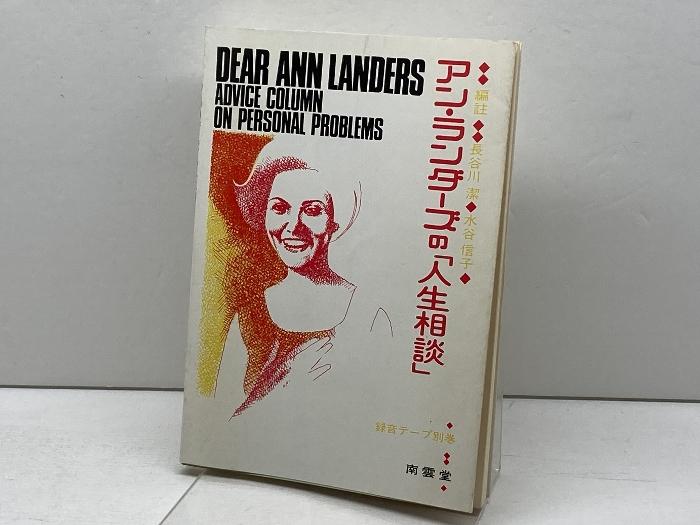 DEAR ANN LANDERS
ADVICE COLUMN
ON PERSONAL PROBLEMS
アン・ランダーズの「人生相談」
編註
長谷川 潔
水谷 信子
録音テープ別巻
南雲堂